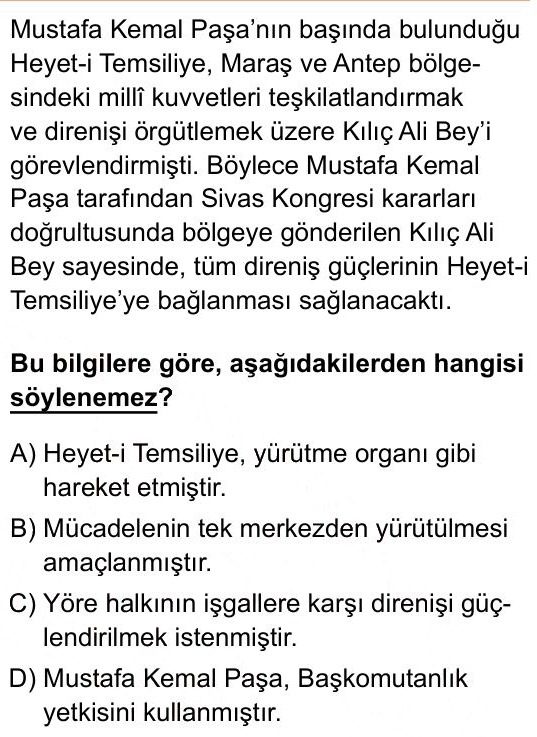 Mustafa Kemal Paşa’nın başında bulunduğu
Heyet-i Temsiliye, Maraş ve Antep bölge-
sindeki millî kuvvetleri teşkilatlandırmak
ve direnişi örgütlemek üzere Kılıç Ali Bey’i
görevlendirmişti. Böylece Mustafa Kemal
Paşa tarafından Sivas Kongresi kararları
doğrultusunda bölgeye gönderilen Kılıç Ali
Bey sayesinde, tüm direniş güçlerinin Heyet-i
Temsiliye’ye bağlanması sağlanacaktı.
Bu bilgilere göre, aşağıdakilerden hangisi
söylenemez?
A) Heyet-i Temsiliye, yürütme organı gibi
hareket etmiştir.
B) Mücadelenin tek merkezden yürütülmesi
amaçlanmıştır.
C) Yöre halkının işgallere karşı direnişi güç-
lendirilmek istenmiştir.
D) Mustafa Kemal Paşa, Başkomutanlık
yetkisini kullanmıştır.